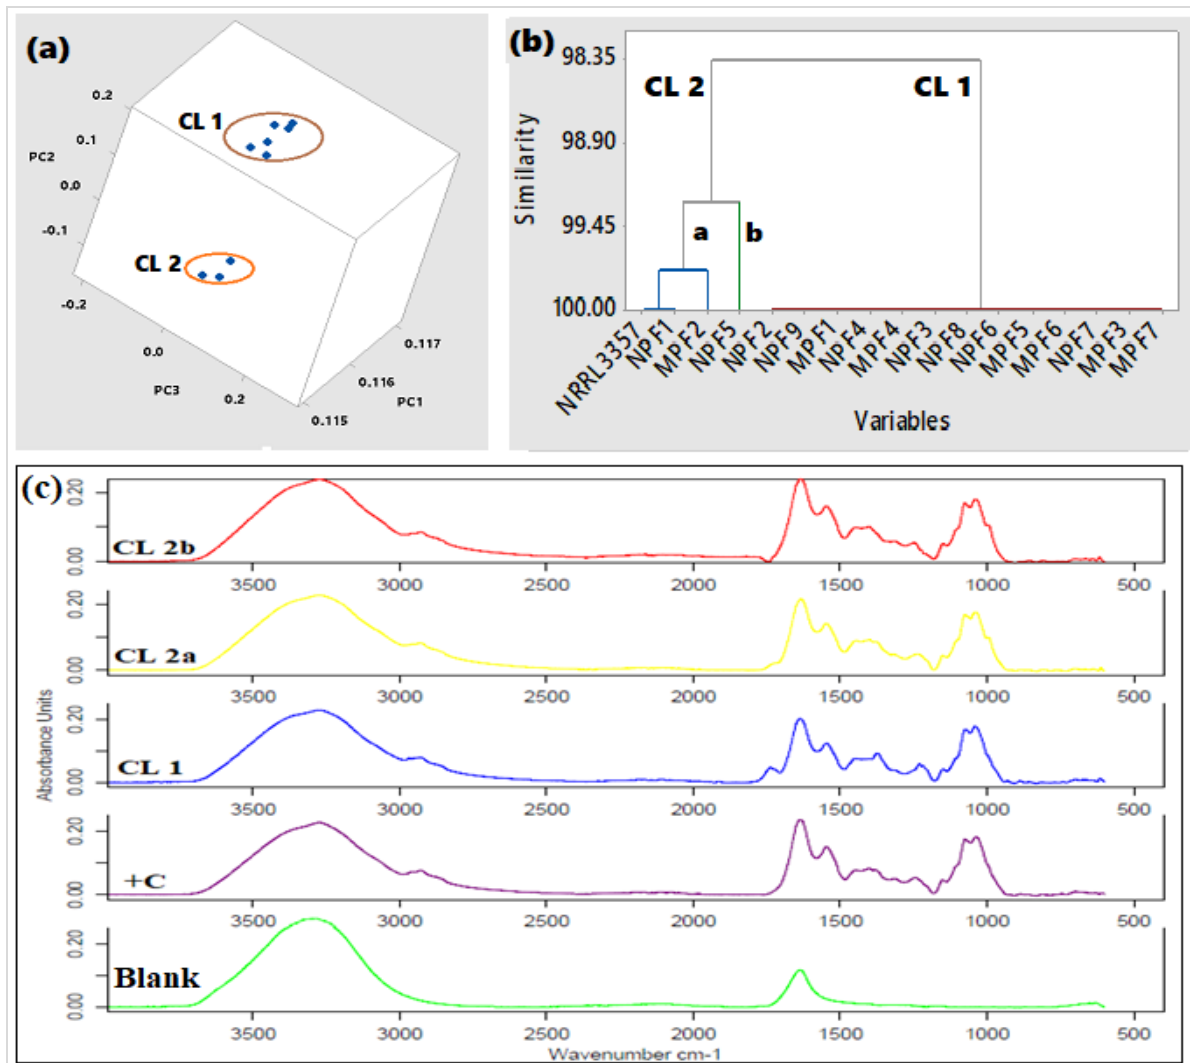 (a)
CL 1
CL 2
0.2
0.1
PC2
0.0
-0.1
-0.2
0.0
PC3
0.2
0.117
0.116
PC1
0.115
(b)
CL 2
CL 1
98.35
98.90
99.45
100.00
Similarity
a
b
NRRL3357
NPF1
MPF2
NPF5
NPF2
NPF9
MPF1
NPF4
MPF4
NPF3
NPF8
NPF6
MPF5
MPF6
NPF7
MPF3
MPF7
Variables
(c)
0.20
0.00
CL 2b
3500 3000 2500 2000 1500 1000 500
0.20
0.00
CL 2a
3500 3000 2500 2000 1500 1000 500
Absorbance Units
0.20
0.00
CL 1
3500 3000 2500 2000 1500 1000 500
0.20
0.00
+C
3500 3000 2500 2000 1500 1000 500
0.20
0.00
Blank
3500 3000 2500 2000 1500 1000 500
Wavenumber cm-1